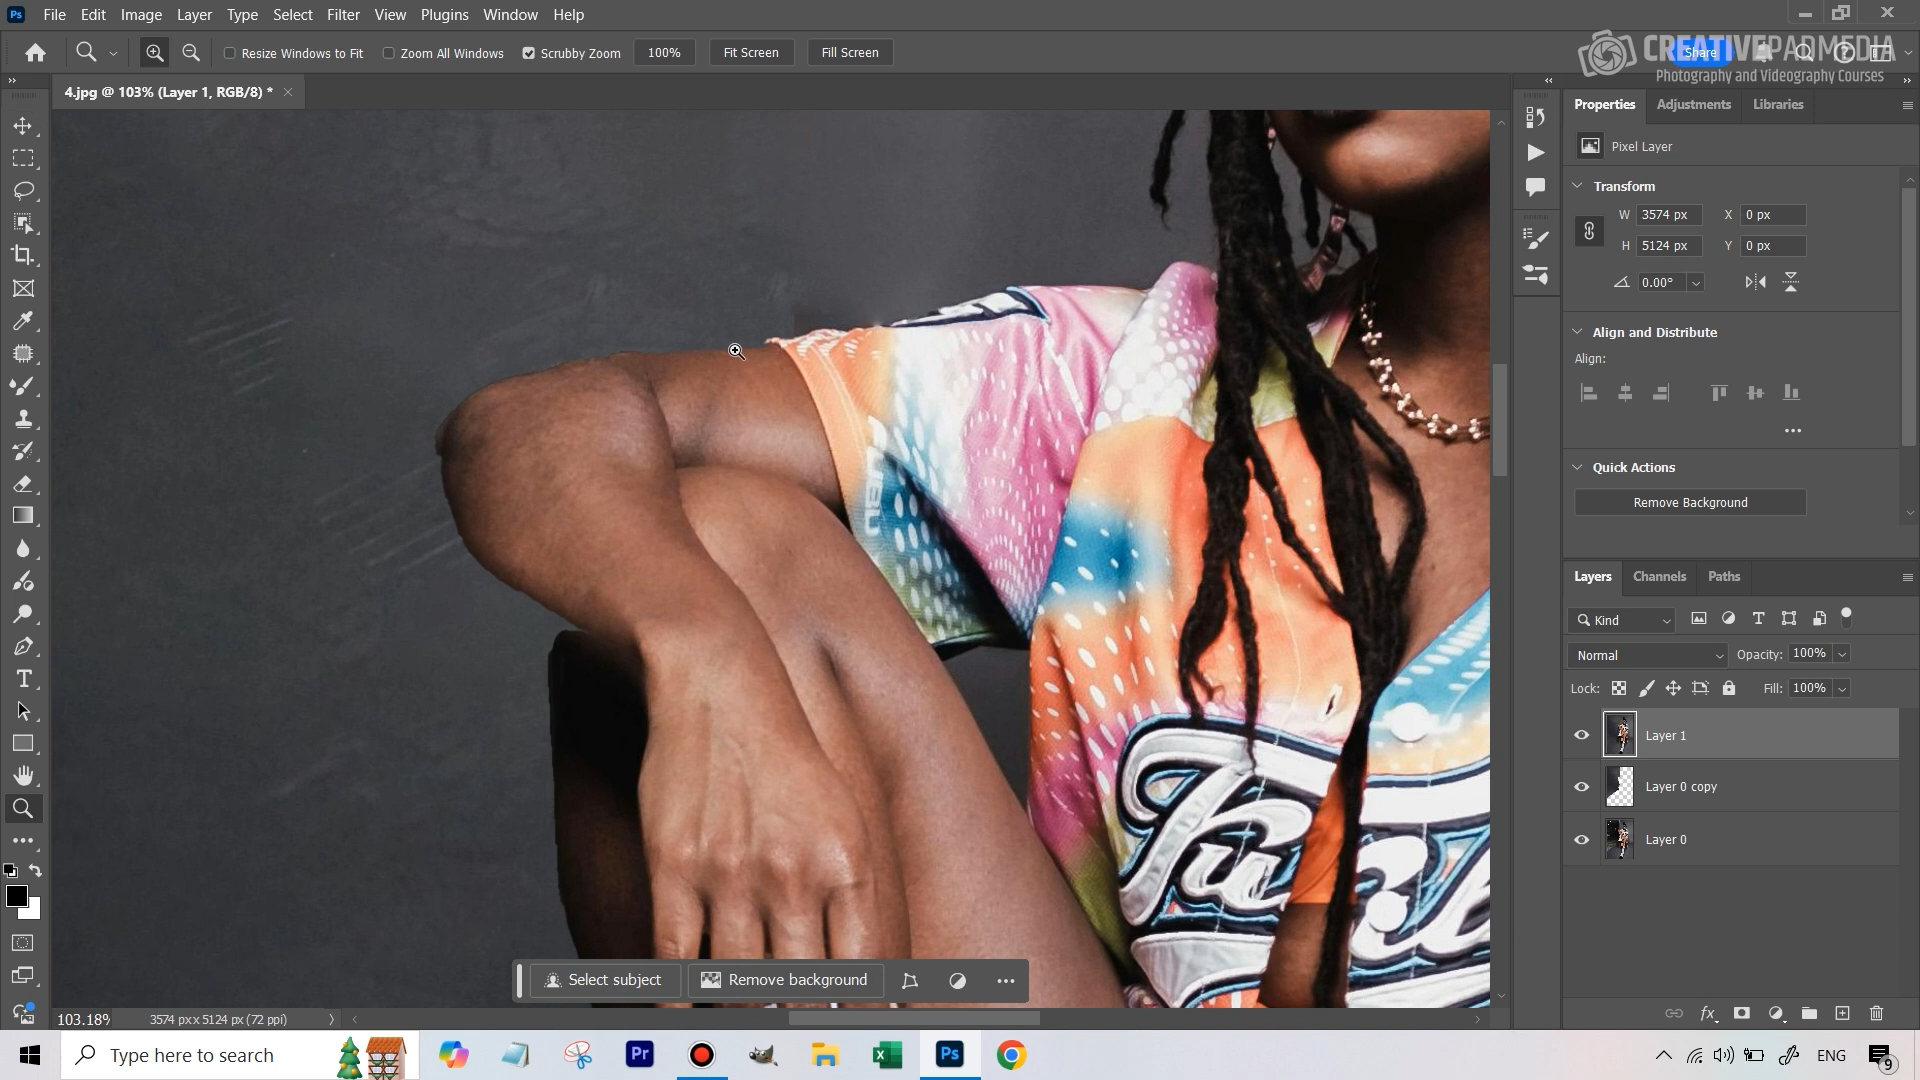 File Edit Image Layer Type Select Filter View Plugins Window Help
Resize Windows to Fit Zoom All Windows Scrubby Zoom 100% Fit Screen Fill Screen
Share
CREATIVEPADMEDIA
Photography and Videography Courses
4.jpg @ 103% (Layer 1, RGB/8) *
Properties Adjustments Libraries
Pixel Layer
Transform
W 3574 px X 0 px
H 5124 px Y 0 px
0.00°
Align and Distribute
Align:
Quick Actions
Remove Background
Layers Channels Paths
Kind
Normal Opacity: 100%
Lock: Fill: 100%
Layer 1
Layer 0 copy
Layer 0
Select subject Remove background
103.18% 3574 px x 5124 px (72 ppi)
Type here to search
Pr
Ps
ENG
9